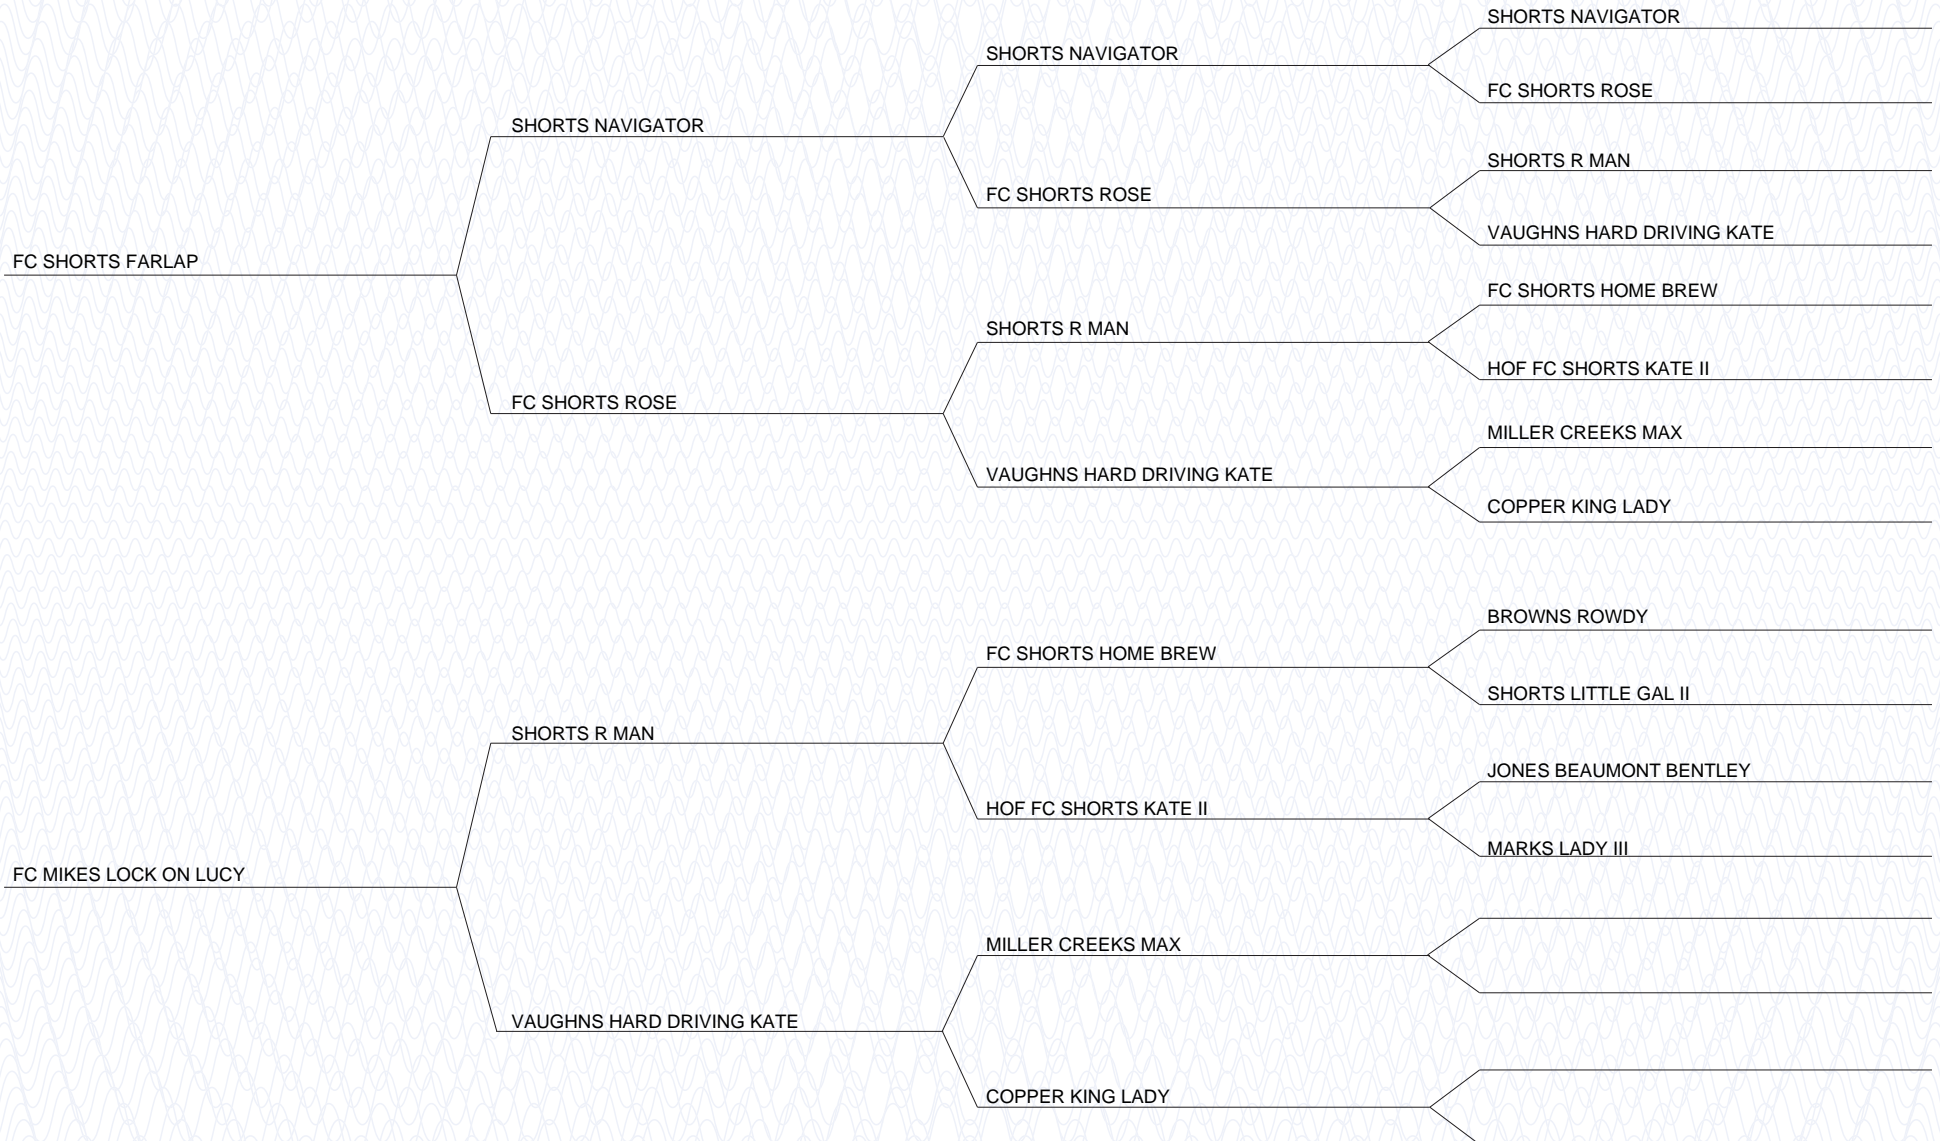 SHORTS NAVIGATOR
SHORTS NAVIGATOR
FC SHORTS ROSE
SHORTS NAVIGATOR
SHORTS R MAN
FC SHORTS ROSE
VAUGHNS HARD DRIVING KATE
FC SHORTS FARLAP
FC SHORTS HOME BREW
SHORTS R MAN
HOF FC SHORTS KATE II
FC SHORTS ROSE
MILLER CREEKS MAX
VAUGHNS HARD DRIVING KATE
COPPER KING LADY
BROWNS ROWDY
FC SHORTS HOME BREW
SHORTS LITTLE GAL II
SHORTS R MAN
JONES BEAUMONT BENTLEY
HOF FC SHORTS KATE II
MARKS LADY III
FC MIKES LOCK ON LUCY
MILLER CREEKS MAX
VAUGHNS HARD DRIVING KATE
COPPER KING LADY